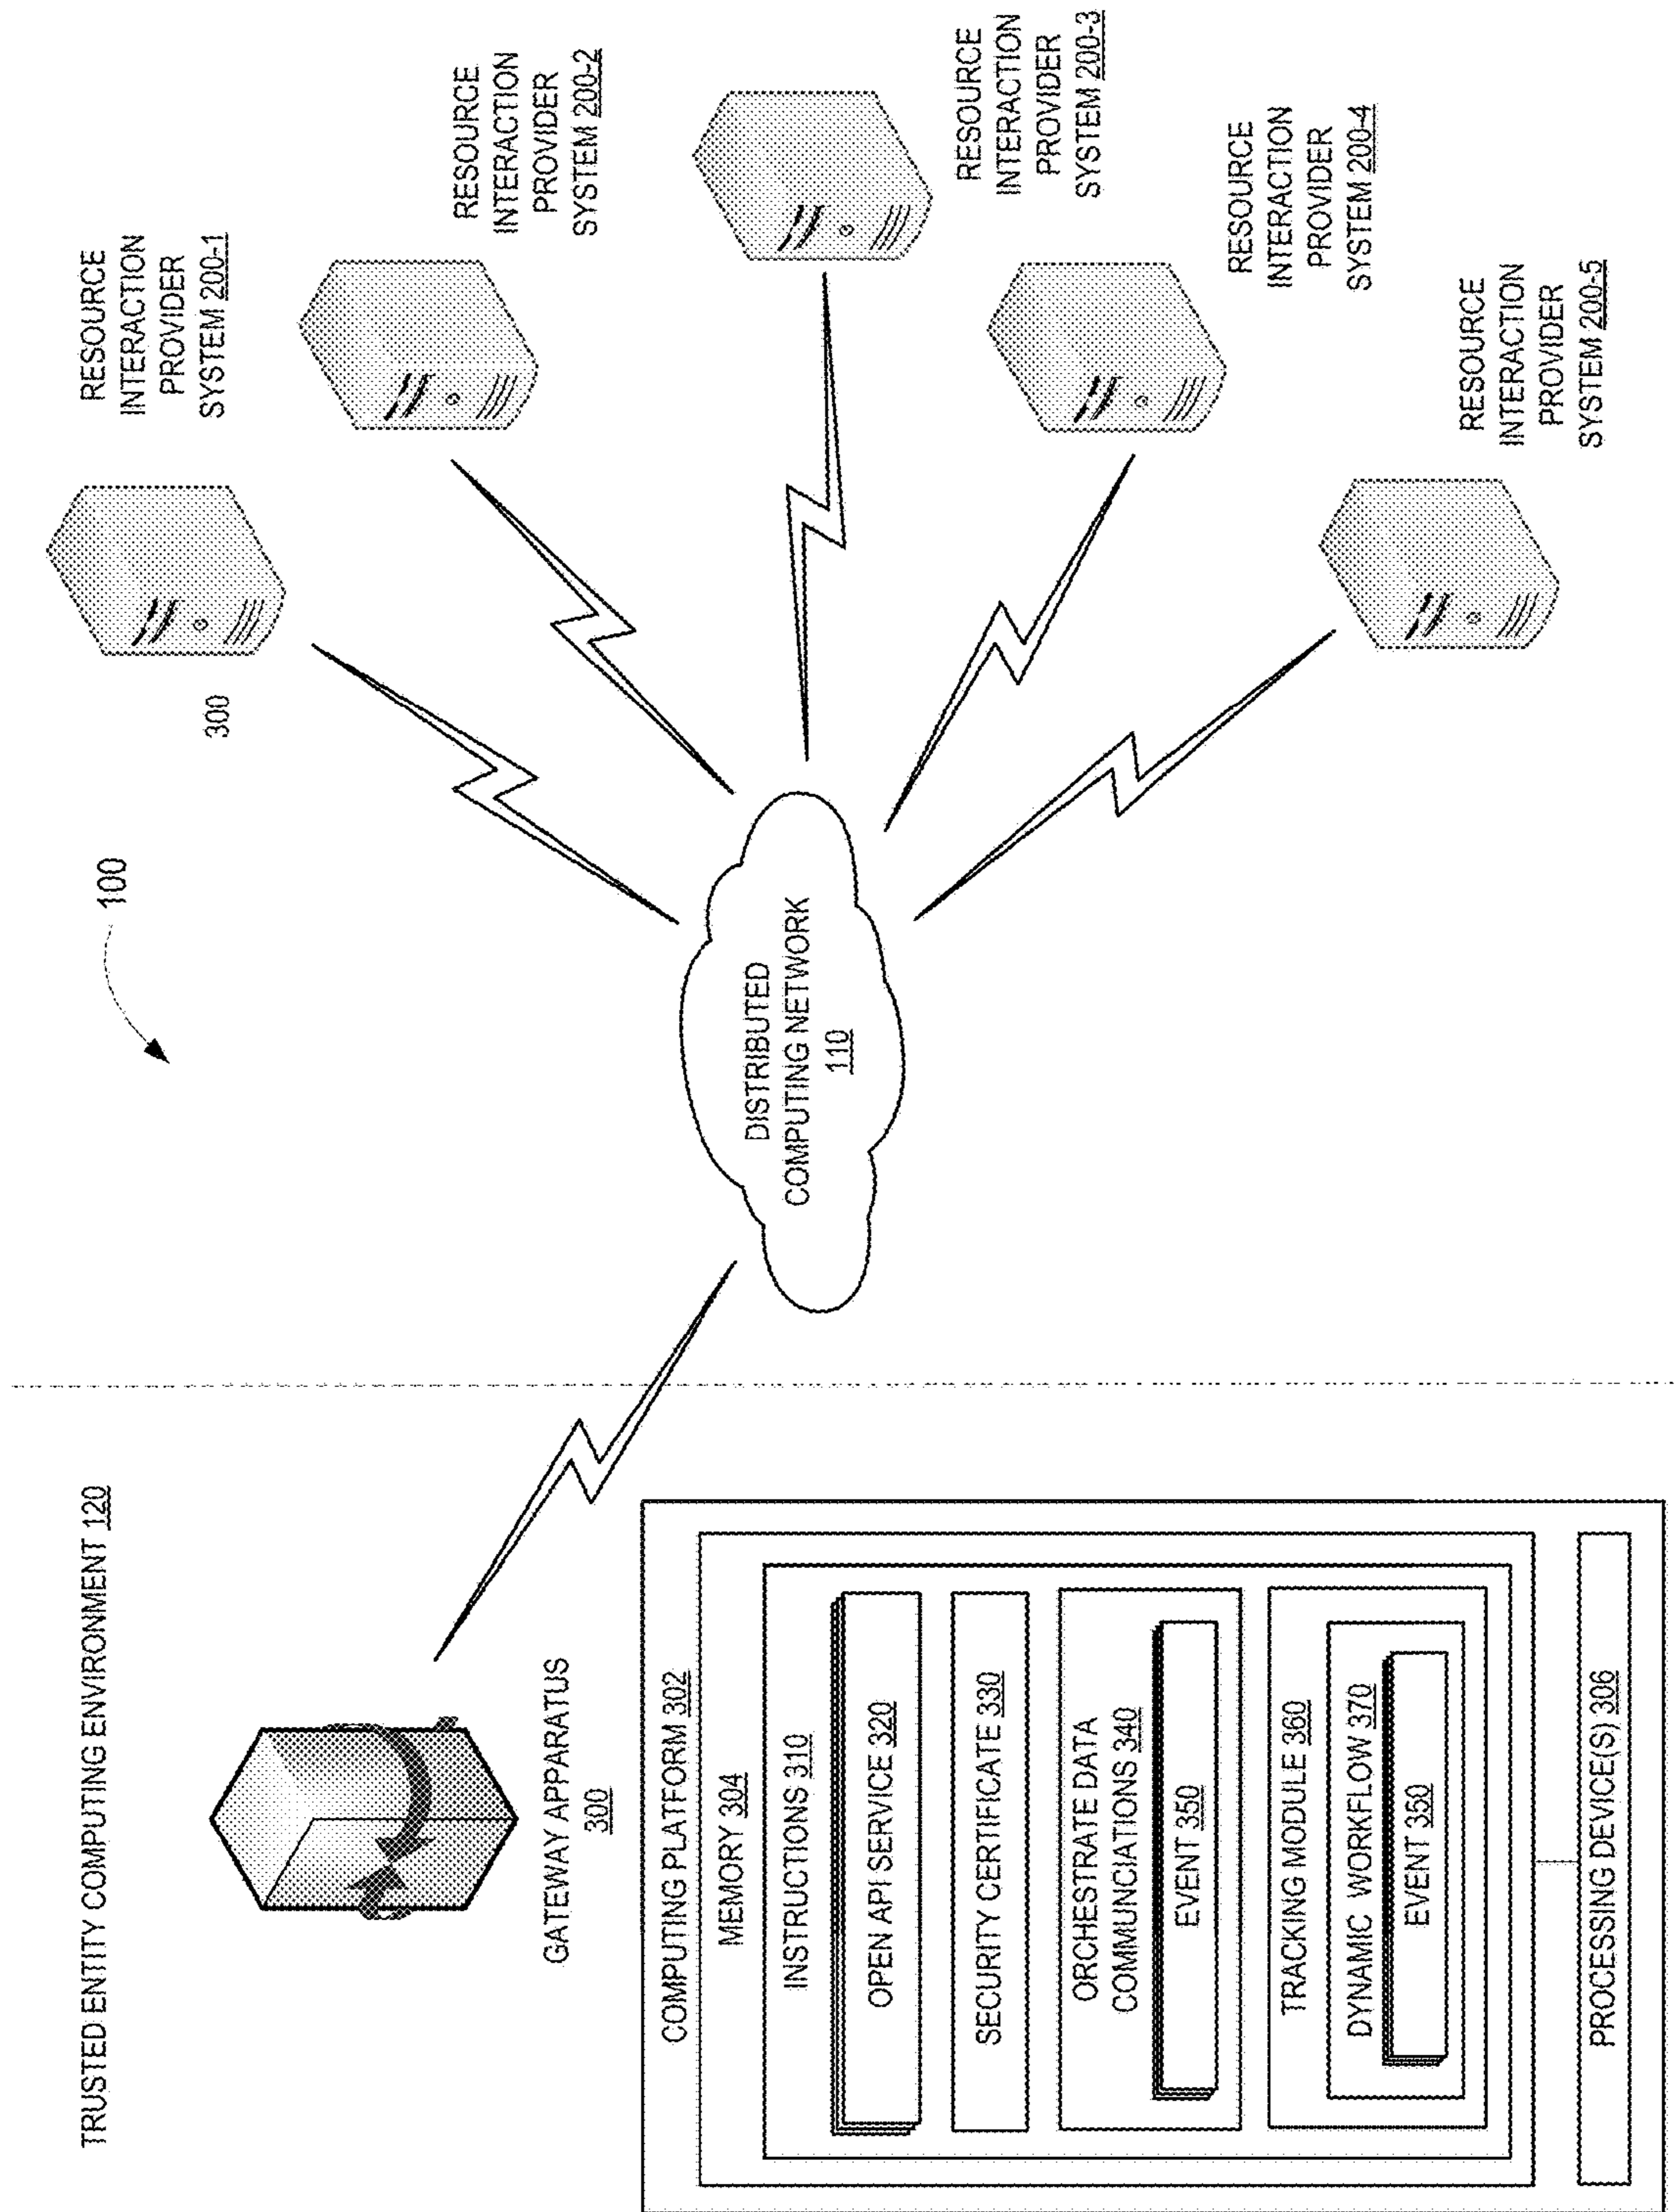 TRUSTED ENTITY COMPUTING ENVIRONMENT 120
GATEWAY APPARATUS
300
COMPUTING PLATFORM 302
MEMORY 304
INSTRUCTIONS 310
OPEN API SERVICE 320
SECURITY CERTIFICATE 330
ORCHESTRATE DATA
COMMUNCIATIONS 340
EVENT 350
TRACKING MODULE 360
DYNAMIC WORKFLOW 370
EVENT 350
PROCESSING DEVICE(S) 306
100
DISTRIBUTED
COMPUTING NETWORK
110
300
RESOURCE
INTERACTION
PROVIDER
SYSTEM 200-1
RESOURCE
INTERACTION
PROVIDER
SYSTEM 200-2
RESOURCE
INTERACTION
PROVIDER
SYSTEM 200-3
RESOURCE
INTERACTION
PROVIDER
SYSTEM 200-4
RESOURCE
INTERACTION
PROVIDER
SYSTEM 200-5